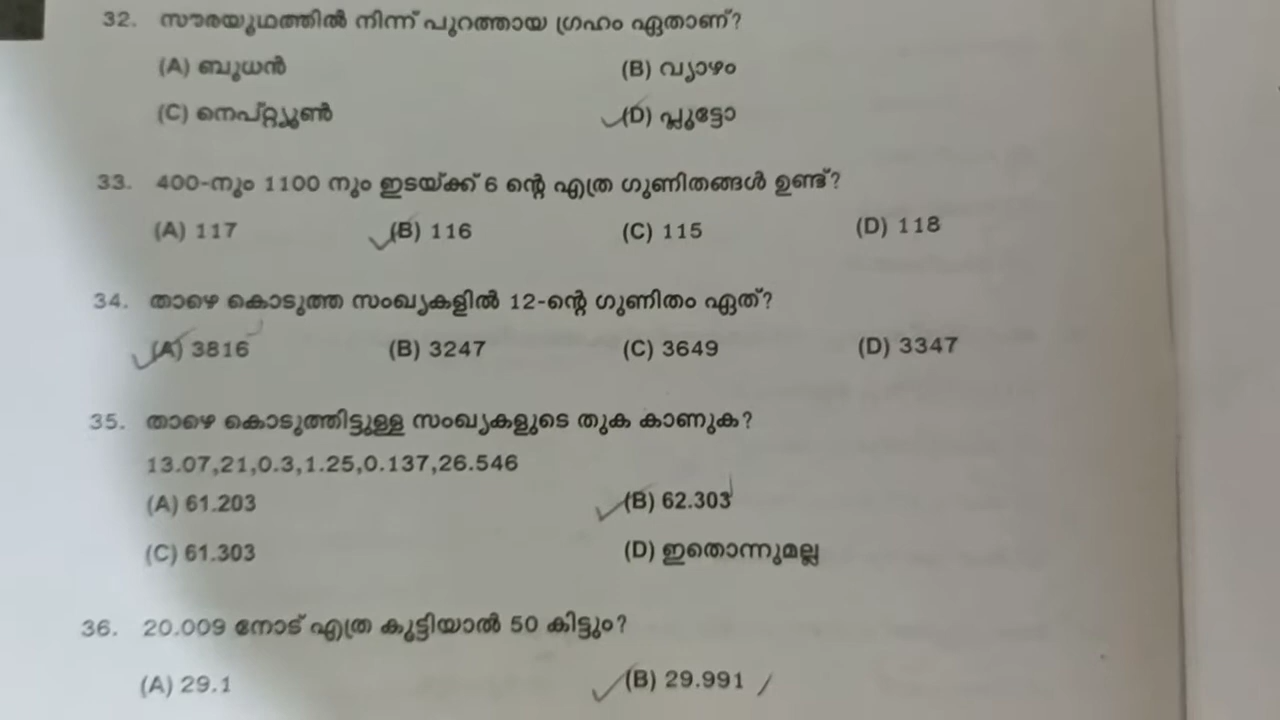 32. സൗരയൂഥത്തിൽ നിന്ന് പുറത്തായ ഗ്രഹം ഏതാണ്?
(A) ബുധൻ (B) വ്യാഴം
(C) നെപ്റ്റ്യൂൺ (D) പ്ലൂട്ടോ
33. 400-നും 1100 നും ഇടയ്ക്ക് 6 ന്റെ എത്ര ഗുണിതങ്ങൾ ഉണ്ട്?
(A) 117 (B) 116 (C) 115 (D) 118
34. താഴെ കൊടുത്ത സംഖ്യകളിൽ 12-ന്റെ ഗുണിതം ഏത്?
(A) 3816 (B) 3247 (C) 3649 (D) 3347
35. താഴെ കൊടുത്തിട്ടുള്ള സംഖ്യകളുടെ തുക കാണുക?
13.07,21,0.3,1.25,0.137,26.546
(A) 61.203 (B) 62.303
(C) 61.303 (D) ഇതൊന്നുമല്ല
36. 20.009 നോട് എത്ര കൂട്ടിയാൽ 50 കിട്ടും?
(A) 29.1 (B) 29.991